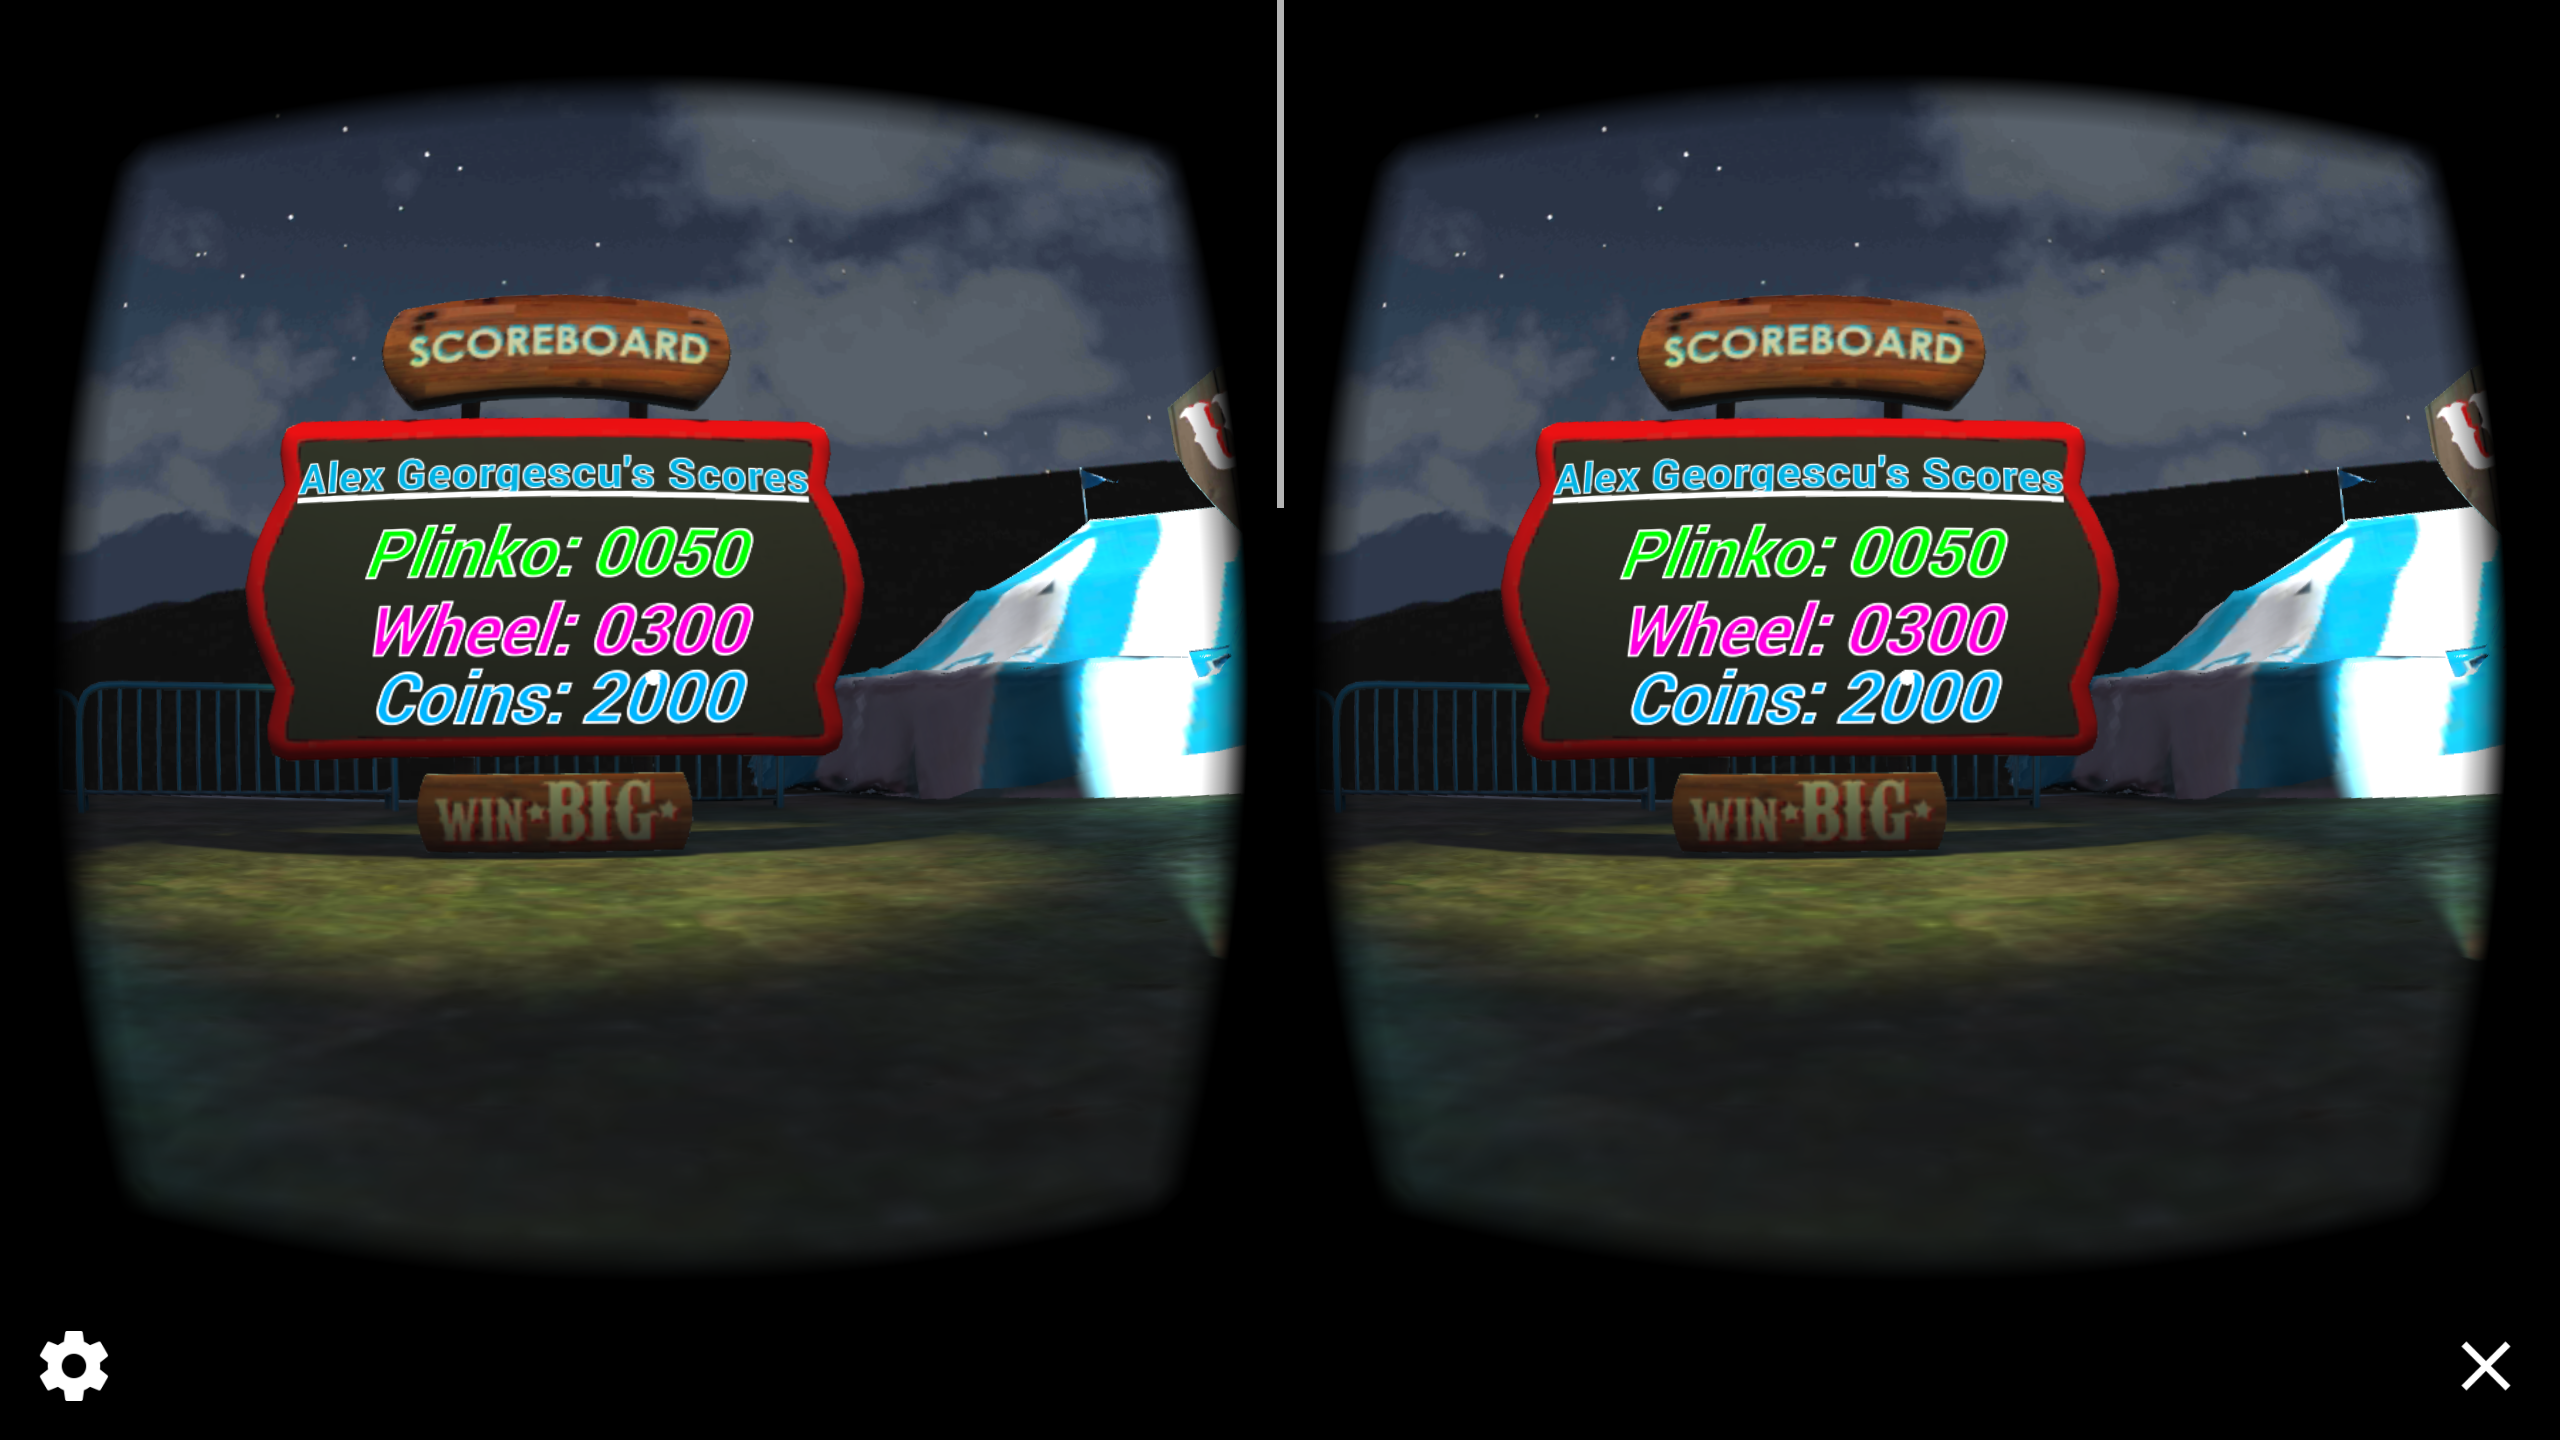 SCOREBOARD
Alex Georgescu's Scores
Plinko: 0050
Wheel: 0300
Coins: 2000
WIN★BIG★
SCOREBOARD
Alex Georgescu's Scores
Plinko: 0050
Wheel: 0300
Coins: 2000
WIN★BIG★